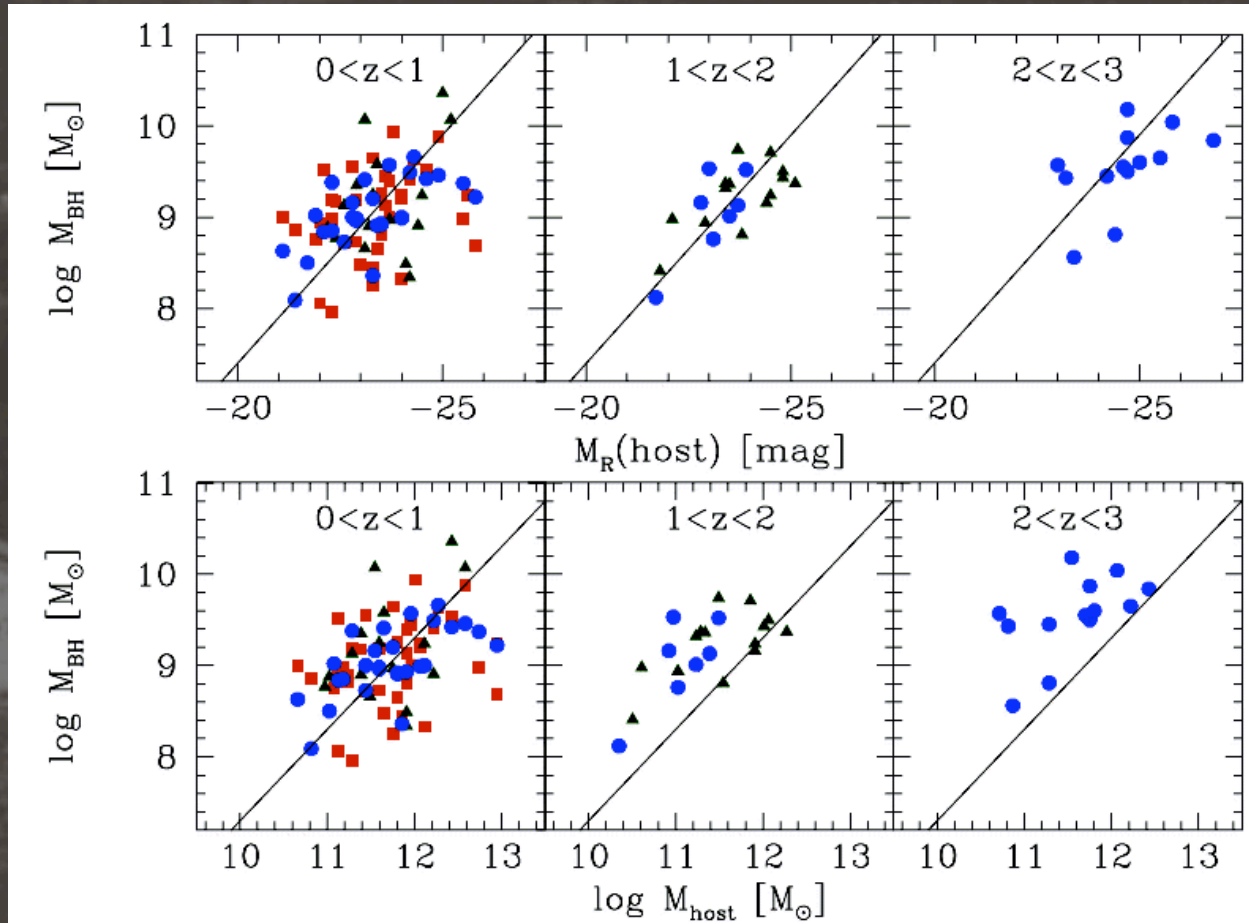 11
10
9
8
log M_BH [M_☉]
0<z<1
1<z<2
2<z<3
−20 −25 −20 −25 −20 −25
M_R(host) [mag]
11
10
9
8
log M_BH [M_☉]
0<z<1
1<z<2
2<z<3
10 11 12 13 10 11 12 13 10 11 12 13
log M_host [M_☉]